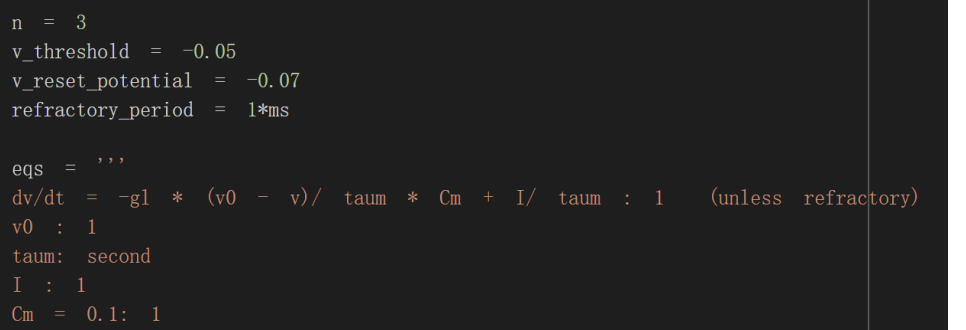 n = 3
v_threshold = -0.05
v_reset_potential = -0.07
refractory_period = 1*ms
eqs = '''
dv/dt = -gl * (v0 - v)/ taum * Cm + I/ taum : 1 (unless refractory)
v0 : 1
taum: second
I : 1
Cm = 0.1: 1